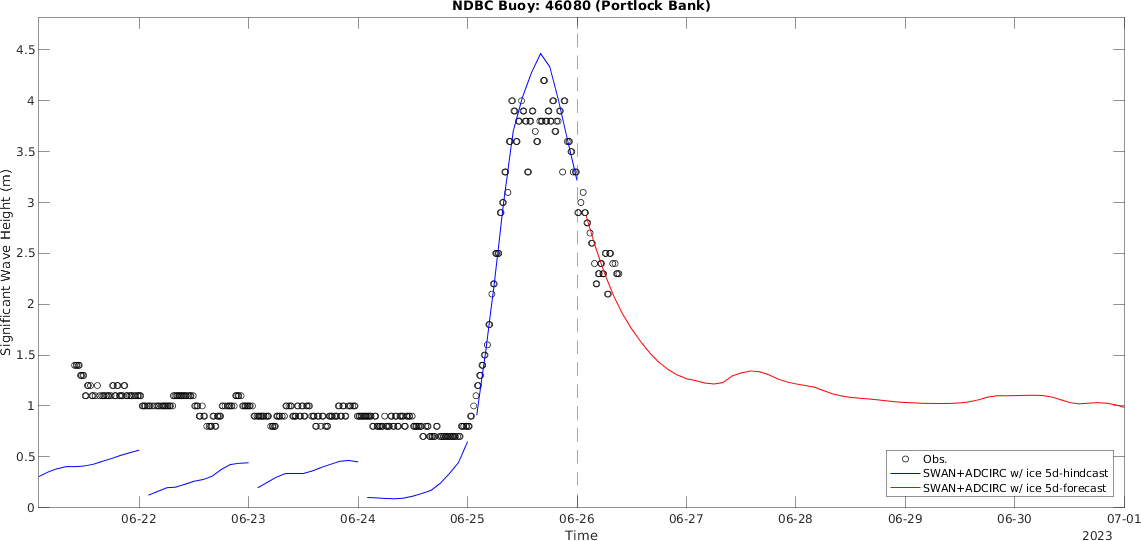 NDBC Buoy: 46080 (Portlock Bank)
Significant Wave Height (m)
4.5
4
3.5
3
2.5
2
1.5
1
0.5
0
Obs.
SWAN+ADCIRC w/ ice 5d-hindcast
SWAN+ADCIRC w/ ice 5d-forecast
06-22 06-23 06-24 06-25 06-26 06-27 06-28 06-29 06-30 07-01
Time
2023